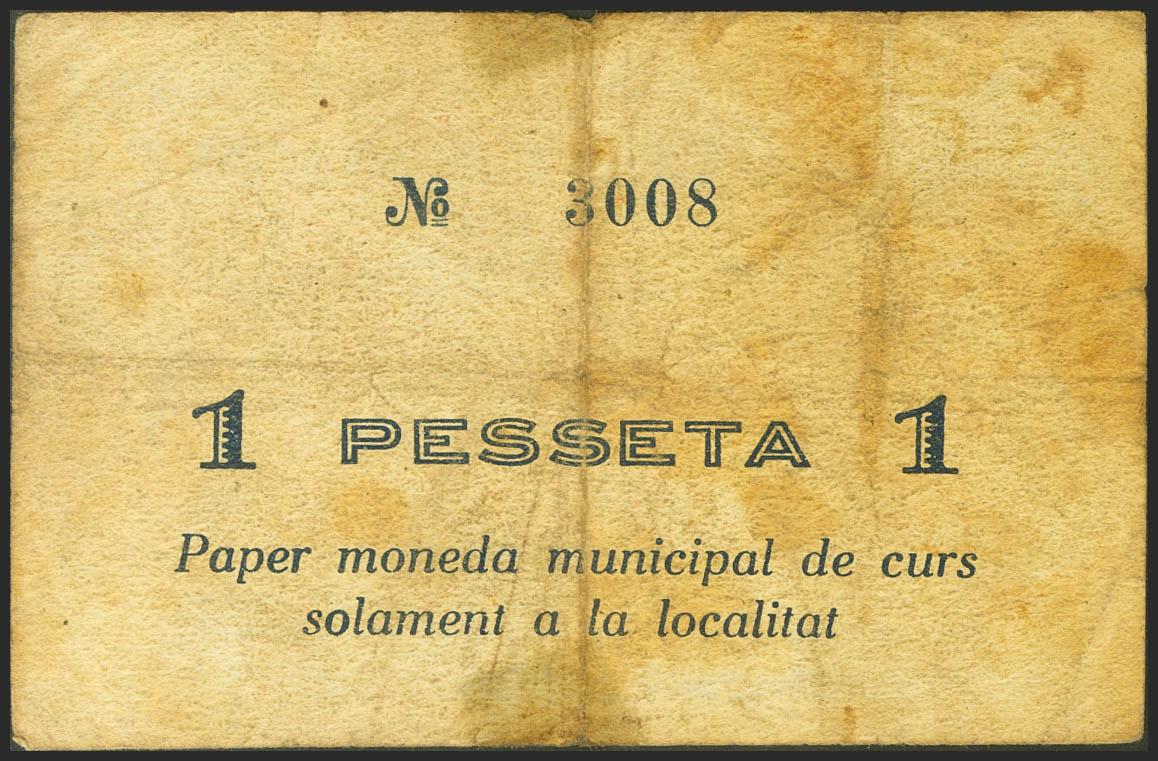 № 3008
1 PESSETA 1
Paper moneda municipal de curs
solament a la localitat